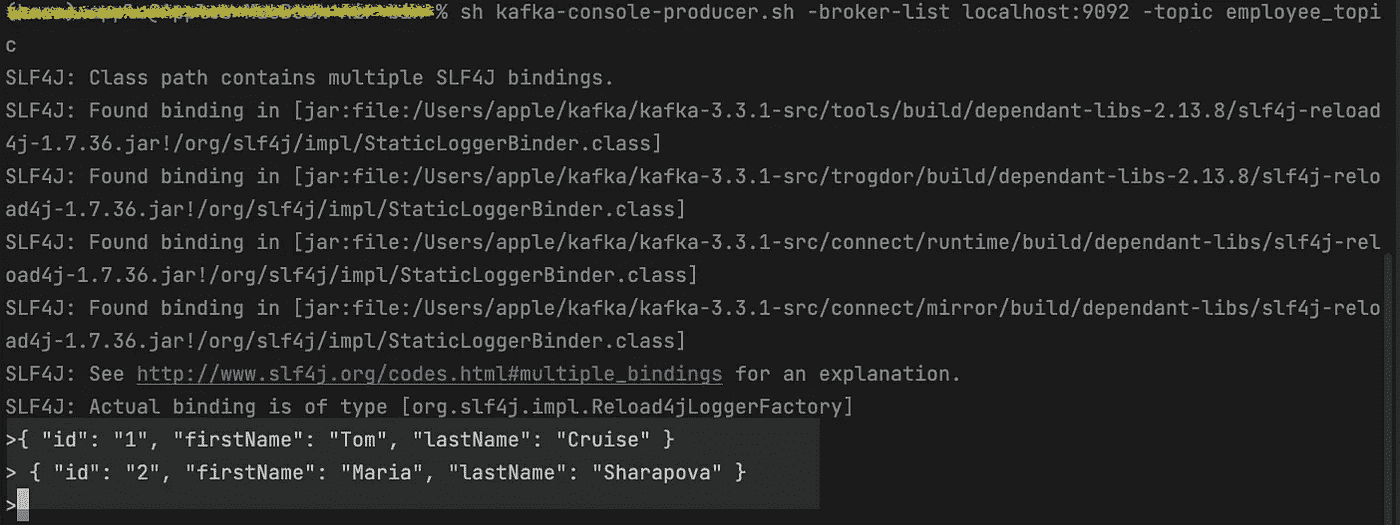 % sh kafka-console-producer.sh -broker-list localhost:9092 -topic employee_topi
c
SLF4J: Class path contains multiple SLF4J bindings.
SLF4J: Found binding in [jar:file:/Users/apple/kafka/kafka-3.3.1-src/tools/build/dependant-libs-2.13.8/slf4j-reload
4j-1.7.36.jar!/org/slf4j/impl/StaticLoggerBinder.class]
SLF4J: Found binding in [jar:file:/Users/apple/kafka/kafka-3.3.1-src/trogdor/build/dependant-libs-2.13.8/slf4j-relo
ad4j-1.7.36.jar!/org/slf4j/impl/StaticLoggerBinder.class]
SLF4J: Found binding in [jar:file:/Users/apple/kafka/kafka-3.3.1-src/connect/runtime/build/dependant-libs/slf4j-rel
oad4j-1.7.36.jar!/org/slf4j/impl/StaticLoggerBinder.class]
SLF4J: Found binding in [jar:file:/Users/apple/kafka/kafka-3.3.1-src/connect/mirror/build/dependant-libs/slf4j-relo
ad4j-1.7.36.jar!/org/slf4j/impl/StaticLoggerBinder.class]
SLF4J: See http://www.slf4j.org/codes.html#multiple_bindings for an explanation.
SLF4J: Actual binding is of type [org.slf4j.impl.Reload4jLoggerFactory]
>{ "id": "1", "firstName": "Tom", "lastName": "Cruise" }
> { "id": "2", "firstName": "Maria", "lastName": "Sharapova" }
>